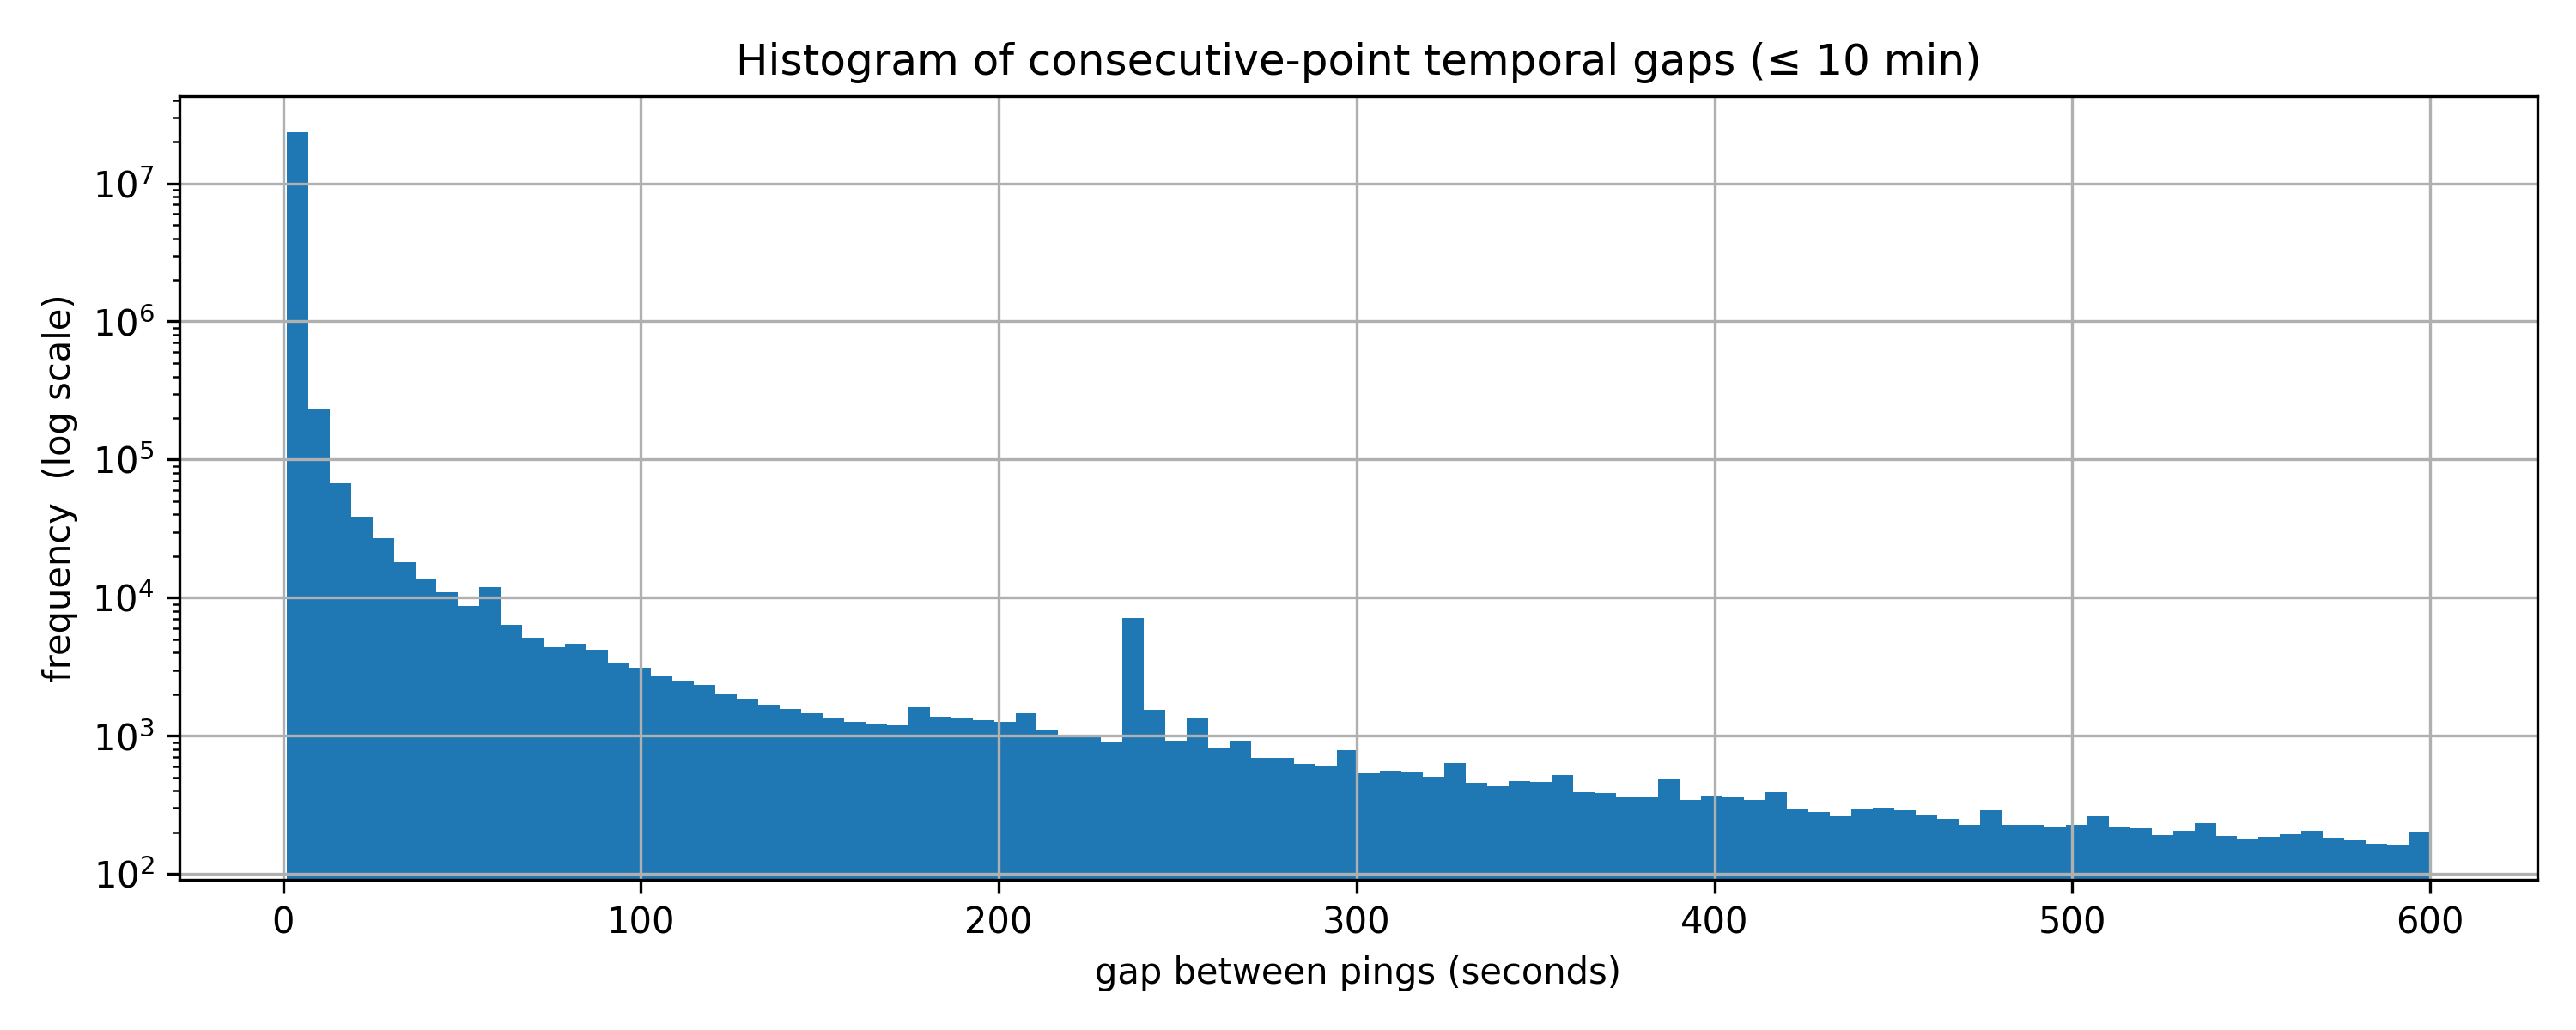 Histogram of consecutive-point temporal gaps (≤ 10 min)
frequency (log scale)
10⁷
10⁶
10⁵
10⁴
10³
10²
0 100 200 300 400 500 600
gap between pings (seconds)